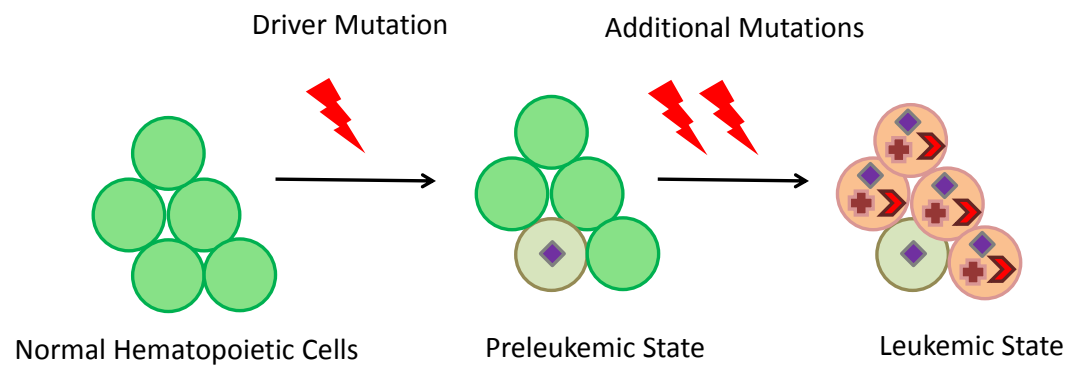 Driver Mutation
Additional Mutations
Normal Hematopoietic Cells
Preleukemic State
Leukemic State